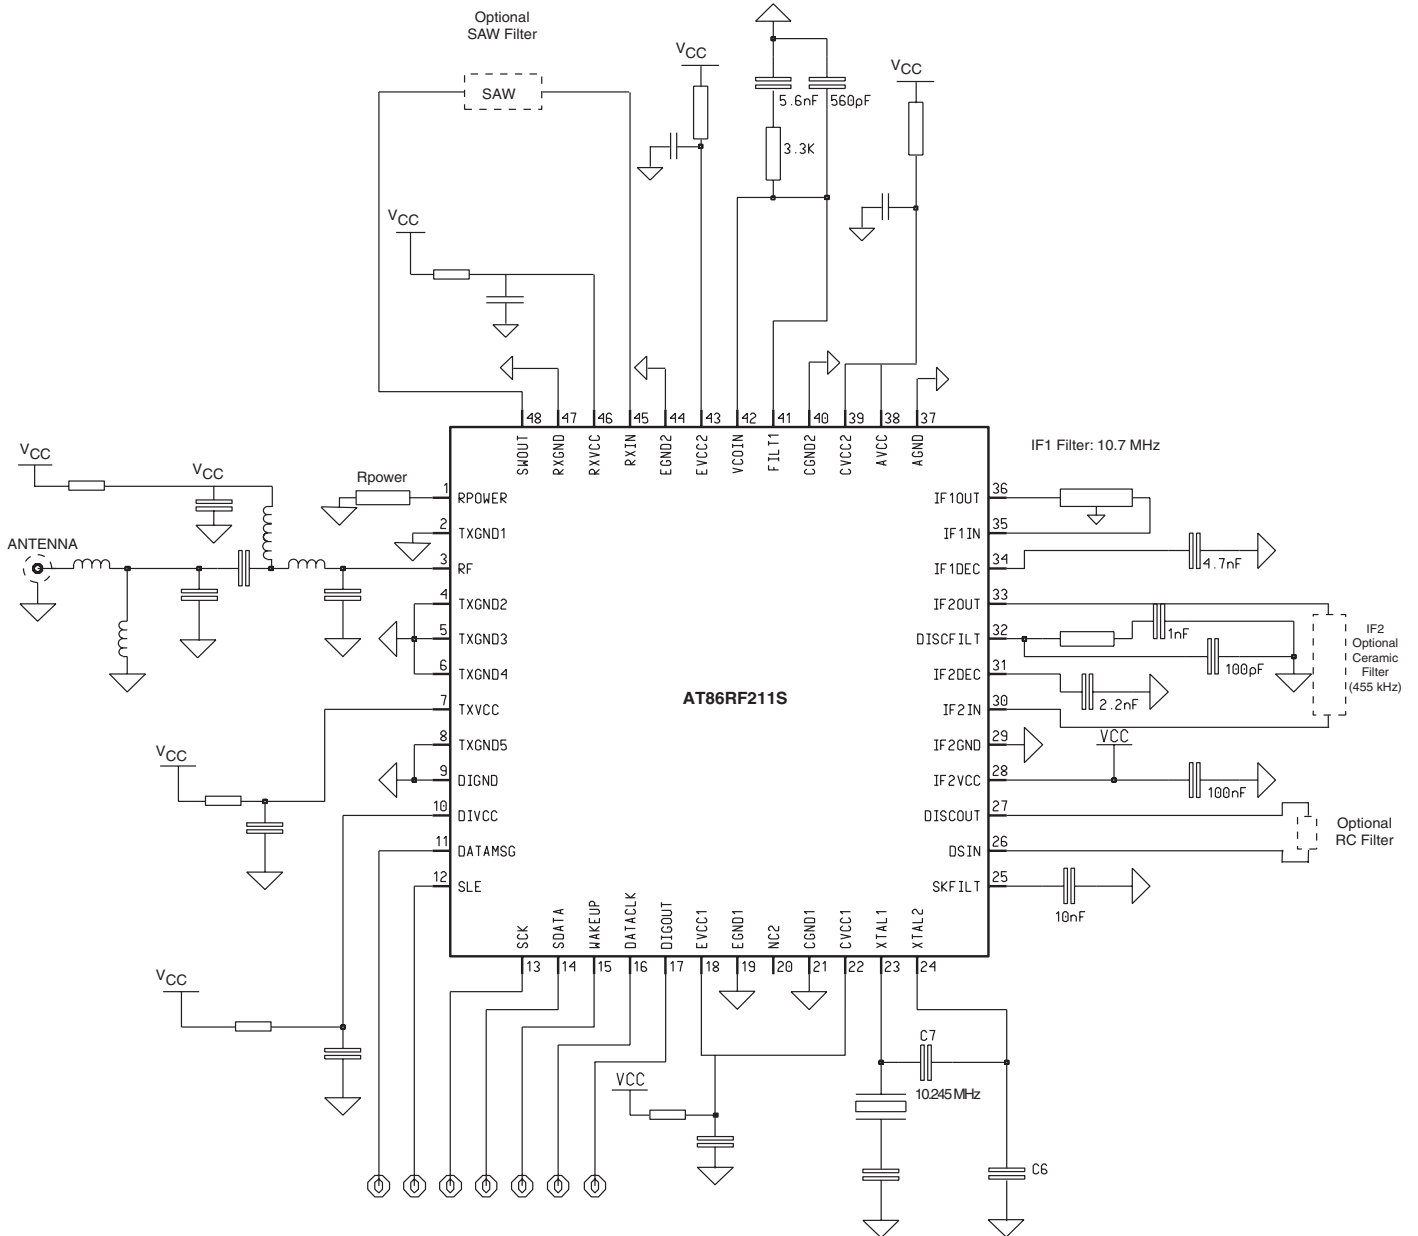 Optional
SAW Filter
SAW
VCC
5.6nF
560pF
VCC
3.3K
VCC
48
47
46
45
44
43
42
41
40
39
38
37
SWOUT
RXGND
RXVCC
RXIN
EGND2
EVCC2
VCOIN
FILT1
CGND2
CVCC2
AVCC
AGND
IF1 Filter: 10.7 MHz
VCC
VCC
Rpower
ANTENNA
1 RPOWER
2 TXGND1
3 RF
4 TXGND2
5 TXGND3
6 TXGND4
7 TXVCC
8 TXGND5
9 DIGND
10 DIVCC
11 DATAMSG
12 SLE
AT86RF211S
IF1OUT 36
IF1IN 35
IF1DEC 34
4.7nF
IF2OUT 33
DISCFILT 32
1nF
100pF
IF2DEC 31
2.2nF
IF2IN 30
IF2GND 29
VCC
IF2VCC 28
100nF
DISCOUT 27
DSIN 26
SKFILT 25
10nF
IF2
Optional
Ceramic
Filter
(455 kHz)
Optional
RC Filter
VCC
VCC
SCK
SDATA
WAKEUP
DATACLK
DIGOUT
EVCC1
EGND1
NC2
CGND1
CVCC1
XTAL1
XTAL2
13
14
15
16
17
18
19
20
21
22
23
24
VCC
C7
10.245 MHz
C6